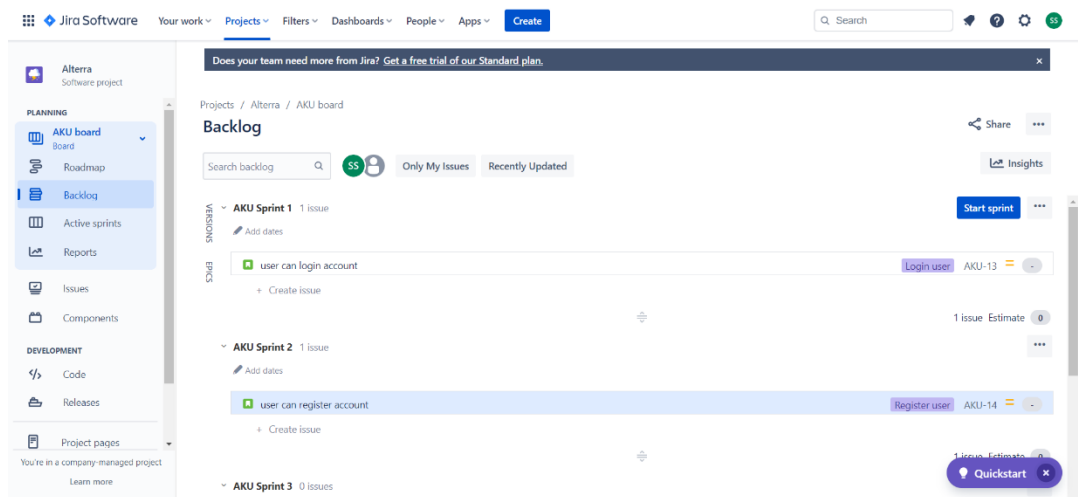 Jira Software Your work Projects Filters Dashboards People Apps Create Search SS
Does your team need more from Jira? Get a free trial of our Standard plan. ×
Alterra
Software project
PLANNING
AKU board
Board
Roadmap
Backlog
Active sprints
Reports
Issues
Components
DEVELOPMENT
Code
Releases
Project pages
You're in a company-managed project
Learn more
Projects / Alterra / AKU board
Backlog
Share
Search backlog SS Only My Issues Recently Updated Insights
VERSIONS
EPICS
AKU Sprint 1 1 issue Start sprint
Add dates
user can login account Login user AKU-13 -
+ Create issue
1 issue Estimate 0
AKU Sprint 2 1 issue
Add dates
user can register account Register user AKU-14 -
+ Create issue
1 issue Estimate 0
Quickstart ×
AKU Sprint 3 0 issues